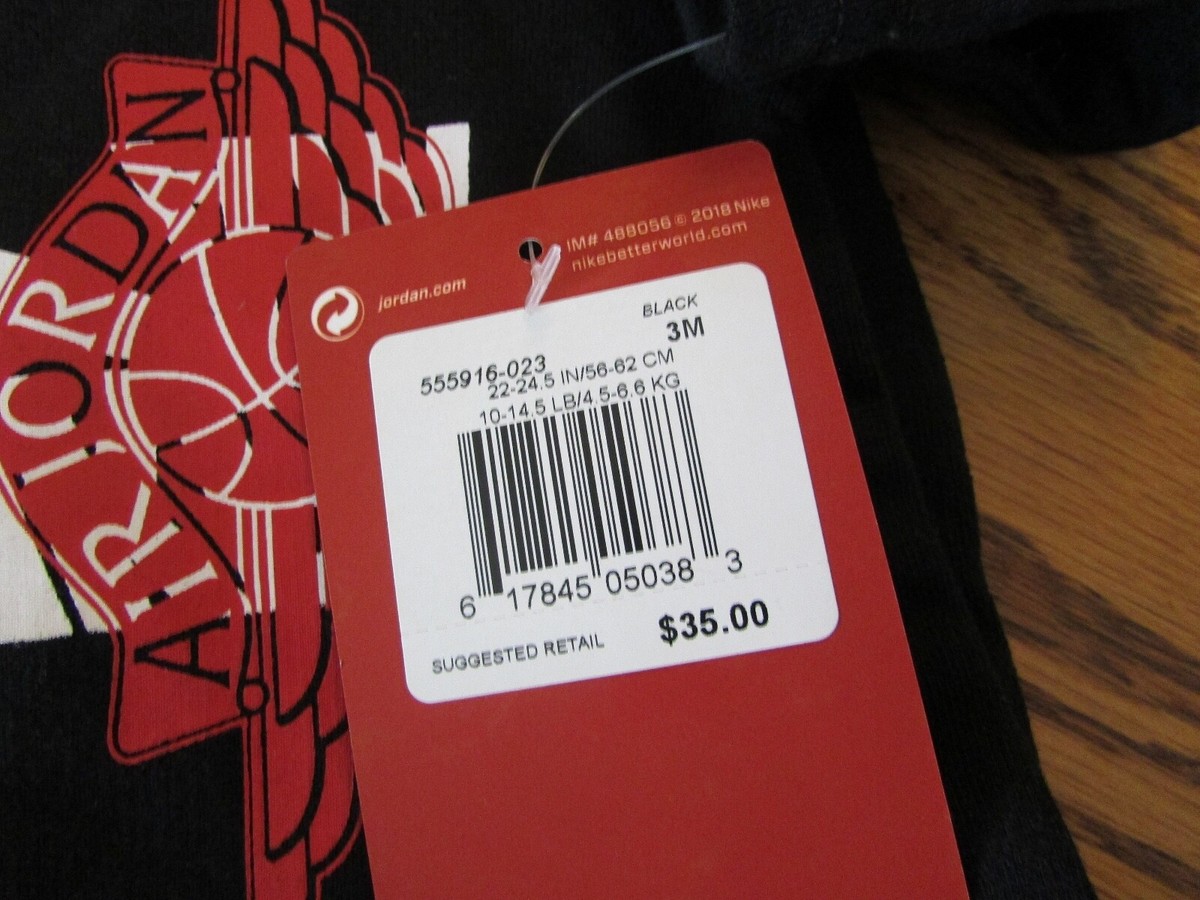 AIR JORDAN
IM# 488056 © 2018 Nike
jordan.com
nikebetterworld.com
BLACK
3M
555916-023
22-24.5 IN/56-62 CM
10-14.5 LB/4.5-6.6 KG
6 17845 05038 3
SUGGESTED RETAIL $35.00